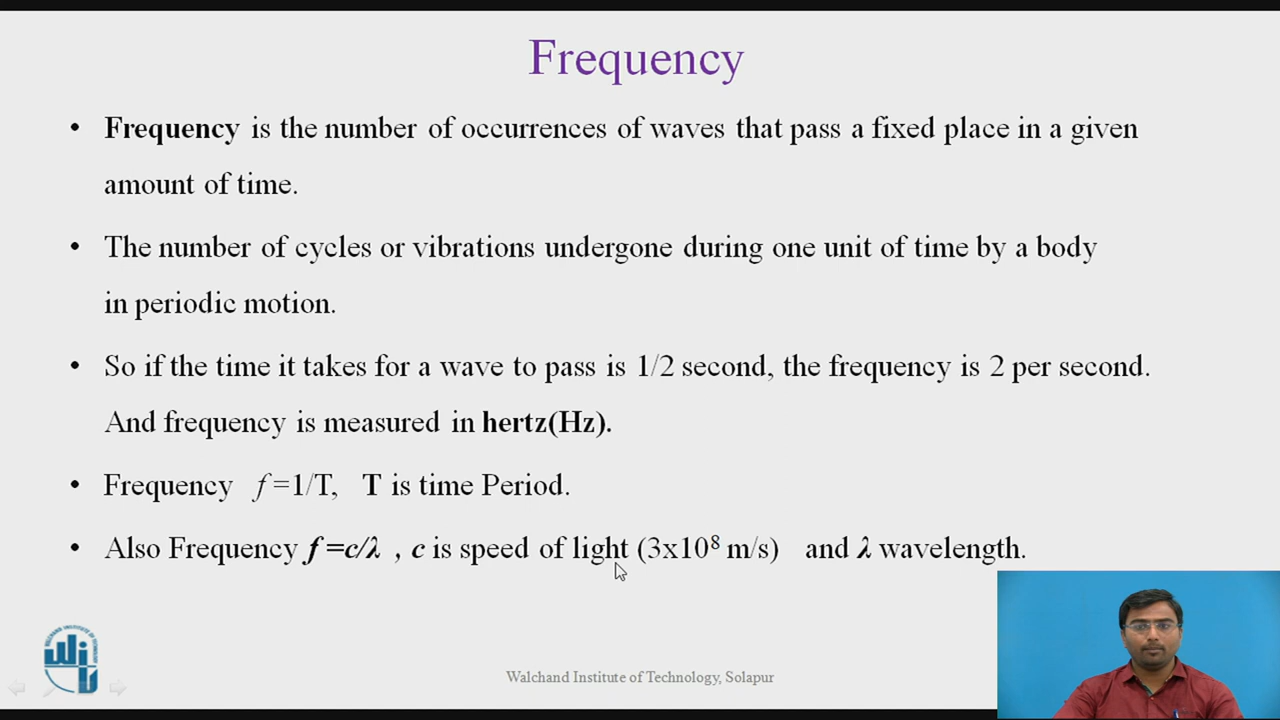 Frequency
• Frequency is the number of occurrences of waves that pass a fixed place in a given
amount of time.
• The number of cycles or vibrations undergone during one unit of time by a body
in periodic motion.
• So if the time it takes for a wave to pass is 1/2 second, the frequency is 2 per second.
And frequency is measured in hertz(Hz).
• Frequency f =1/T, T is time Period.
• Also Frequency f =c/λ , c is speed of light (3x10⁸ m/s) and λ wavelength.
Walchand Institute of Technology, Solapur